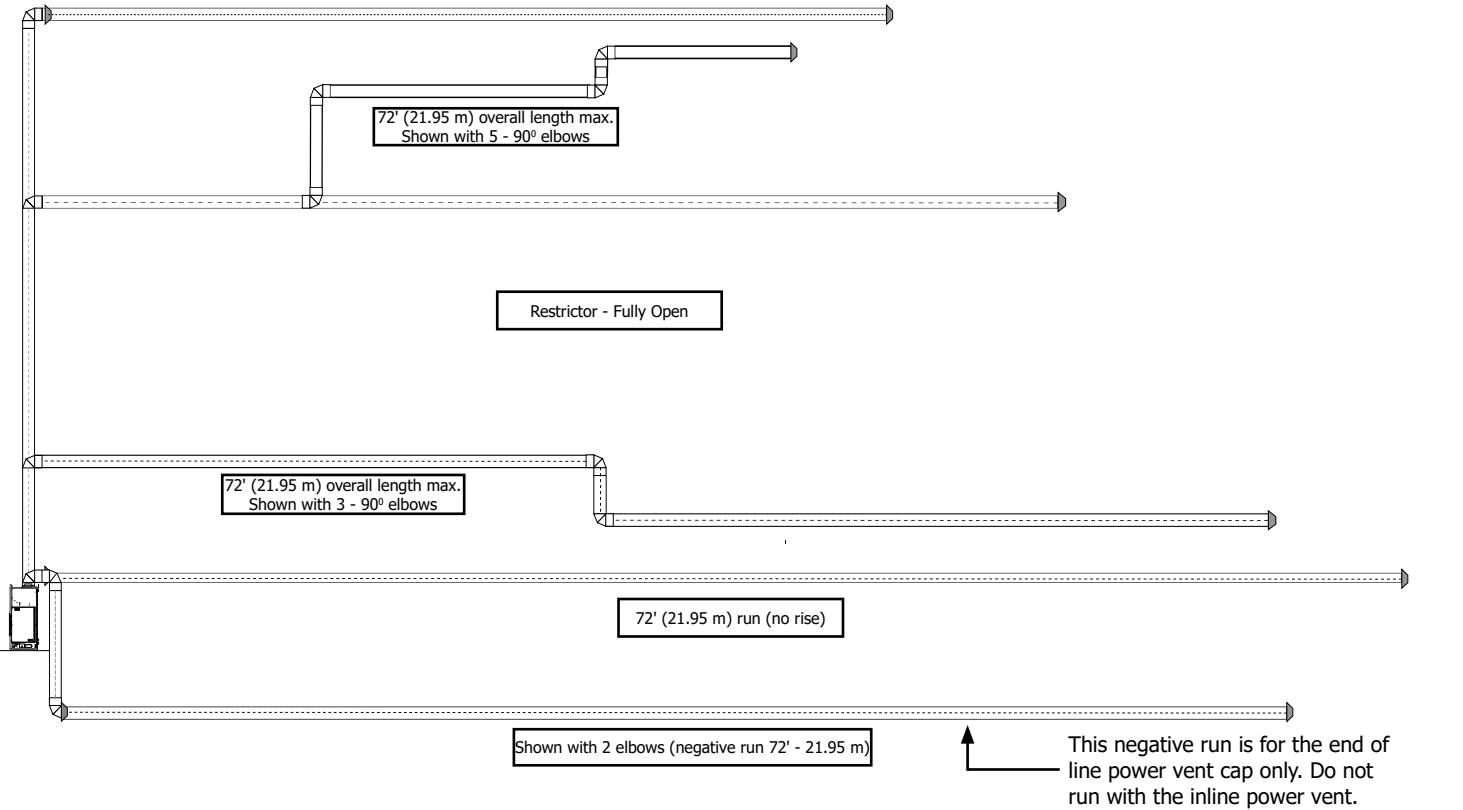 72' (21.95 m) overall length max.
Shown with 5 - 90⁰ elbows
Restrictor - Fully Open
72' (21.95 m) overall length max.
Shown with 3 - 90⁰ elbows
72' (21.95 m) run (no rise)
Shown with 2 elbows (negative run 72' - 21.95 m)
This negative run is for the end of
line power vent cap only. Do not
run with the inline power vent.